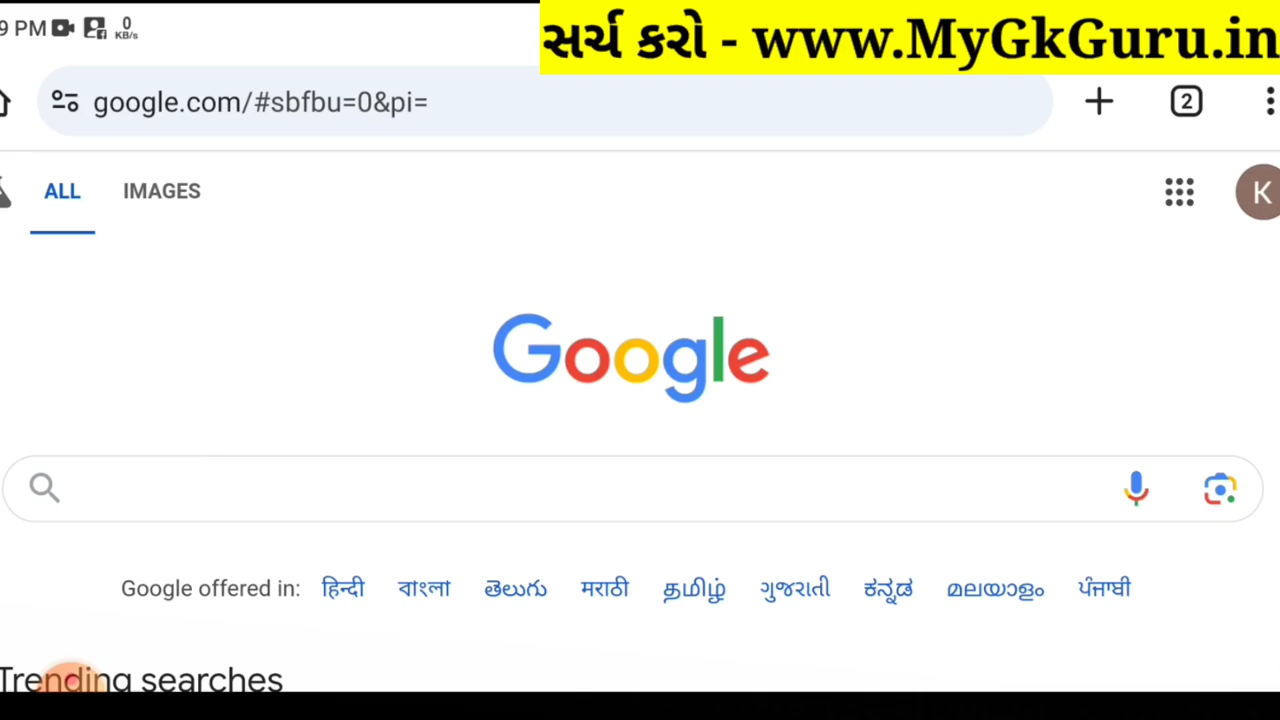 9 PM 0 KB/s
સર્ચ કરો - www.MyGkGuru.in
google.com/#sbfbu=0&pi=
2
ALL IMAGES
K
Google
Google offered in: हिन्दी বাংলা తెలుగు मराठी தமிழ் ગુજરાતી ಕನ್ನಡ മലയാളം ਪੰਜਾਬੀ
Trending searches